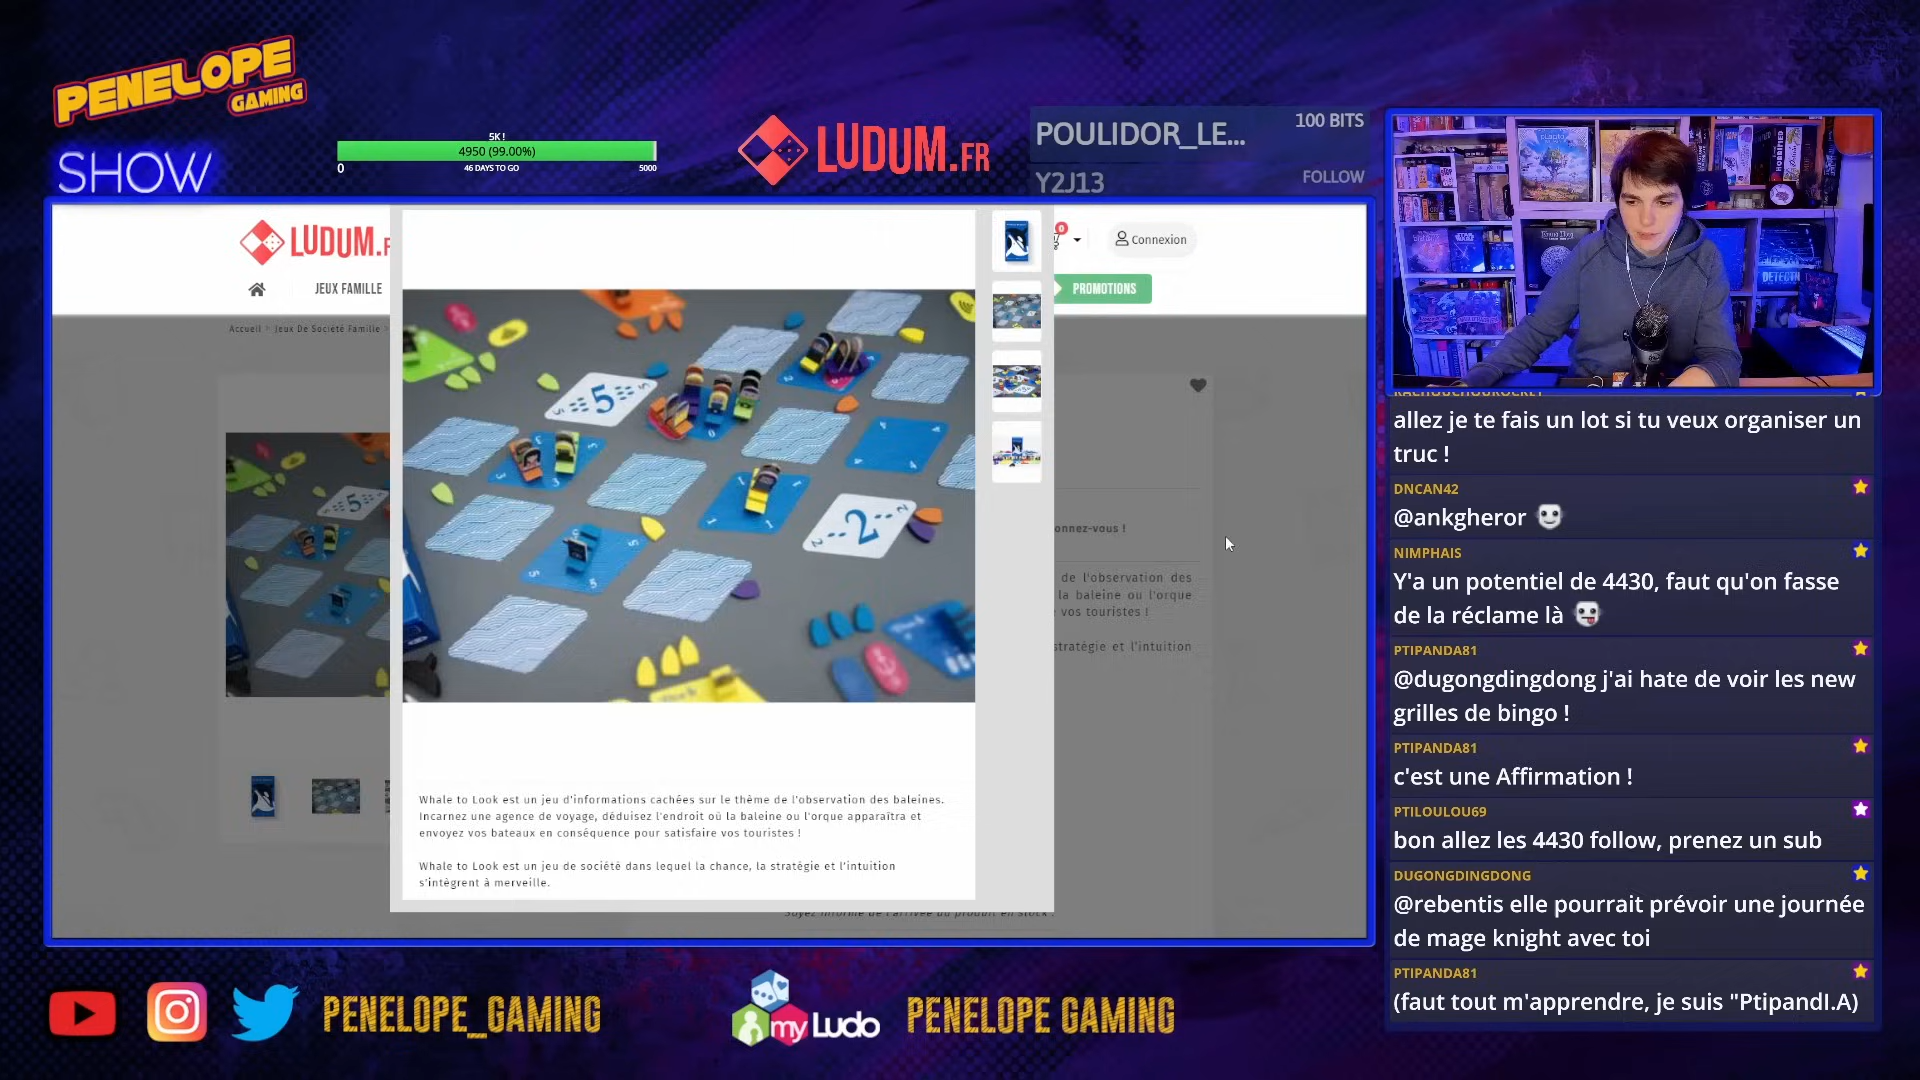 PENELOPE
GAMING
SHOW
5K !
4950 (99.00%)
0
46 DAYS TO GO
5000
LUDUM.FR
POULIDOR_LE...
100 BITS
Y2J13
FOLLOW
LUDUM.F
JEUX FAMILLE
0
Connexion
PROMOTIONS
Accueil > Jeux De Société Famille >
onnez-vous !
de l'observation des
la baleine ou l'orque
vos touristes !
stratégie et l'intuition
Whale to Look est un jeu d'informations cachées sur le thème de l'observation des baleines.
Incarnez une agence de voyage, déduisez l'endroit où la baleine ou l'orque apparaîtra et
envoyez vos bateaux en conséquence pour satisfaire vos touristes !
Whale to Look est un jeu de société dans lequel la chance, la stratégie et l'intuition
s'intègrent à merveille.
Soyez informé de l'arrivée du produit en stock :
allez je te fais un lot si tu veux organiser un
truc !
DNCAN42
@ankgheror
NIMPHAIS
Y'a un potentiel de 4430, faut qu'on fasse
de la réclame là
PTIPANDA81
@dugongdingdong j'ai hate de voir les new
grilles de bingo !
PTIPANDA81
c'est une Affirmation !
PTILOULOU69
bon allez les 4430 follow, prenez un sub
DUGONGDINGDONG
@rebentis elle pourrait prévoir une journée
de mage knight avec toi
PTIPANDA81
(faut tout m'apprendre, je suis "PtipandI.A)
PENELOPE_GAMING
my Ludo
PENELOPE GAMING